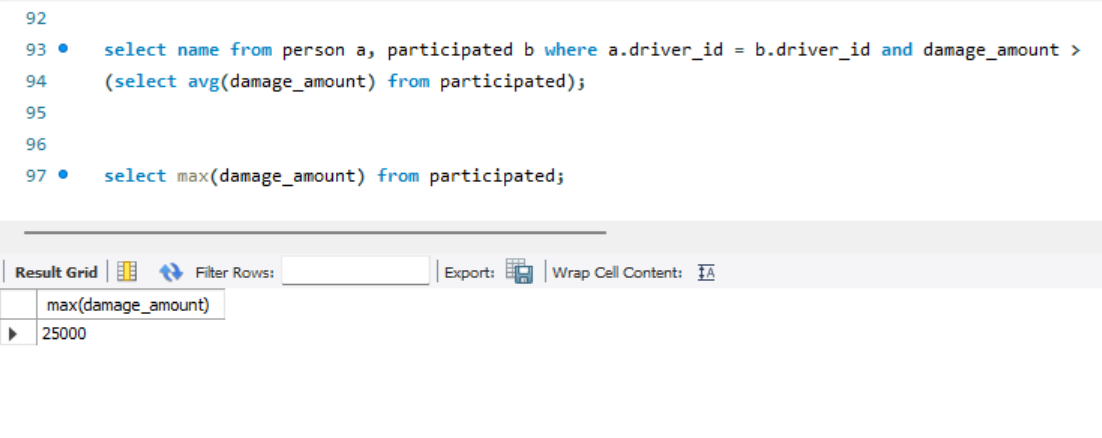 92
93 select name from person a, participated b where a.driver_id = b.driver_id and damage_amount >
94 (select avg(damage_amount) from participated);
95
96
97 select max(damage_amount) from participated;
Result Grid Filter Rows: Export: Wrap Cell Content: IA
max(damage_amount)
25000